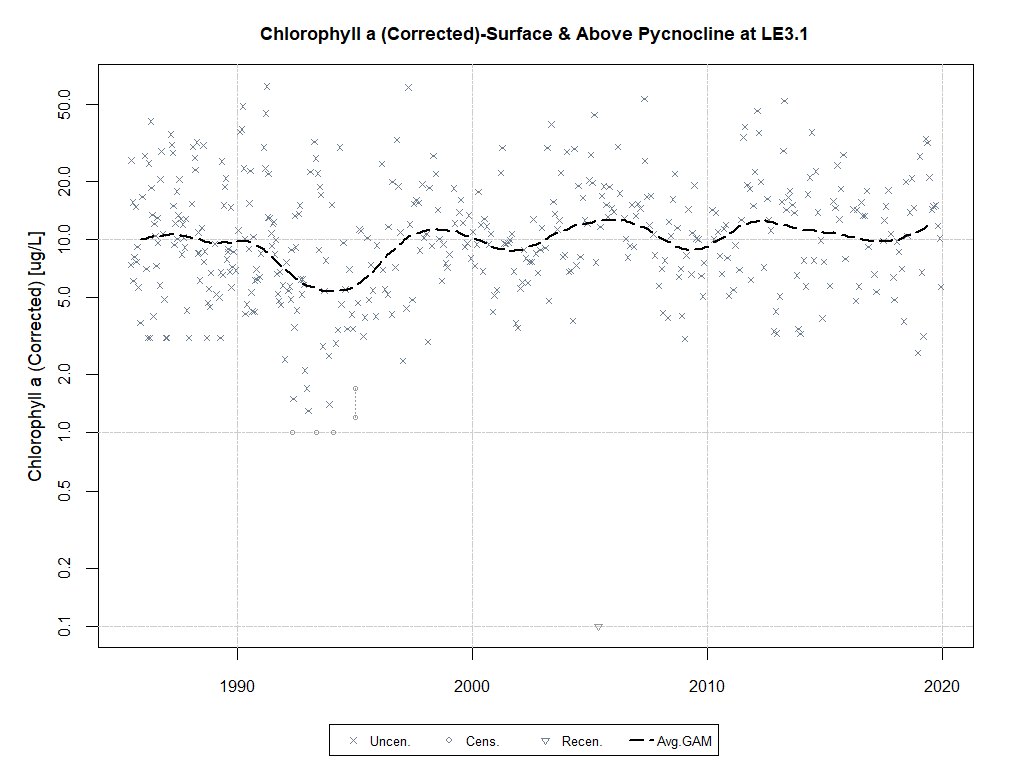 Chlorophyll a (Corrected)-Surface & Above Pycnocline at LE3.1
Chlorophyll a (Corrected) [ug/L]
50.0
20.0
10.0
5.0
2.0
1.0
0.5
0.2
0.1
1990 2000 2010 2020
Uncen. Cens. Recen. Avg.GAM